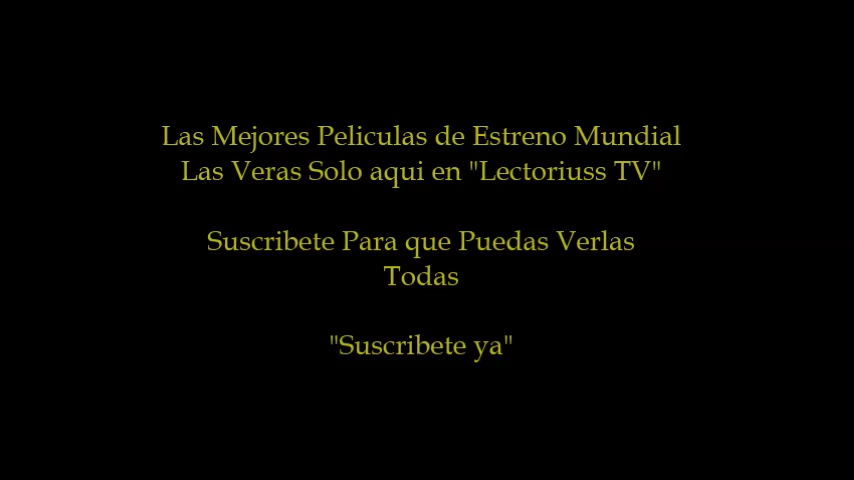 Las Mejores Peliculas de Estreno Mundial
Las Veras Solo aqui en "Lectoriuss TV"
Suscribete Para que Puedas Verlas
Todas
"Suscribete ya"